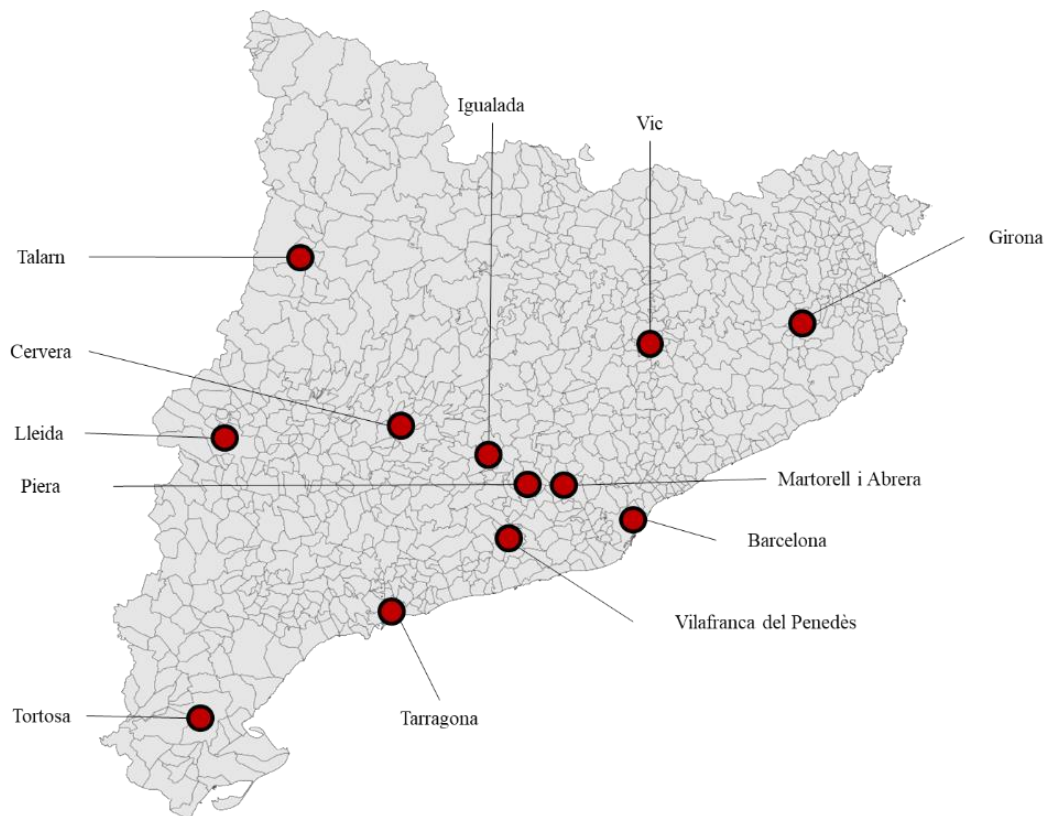 Igualada
Vic
Girona
Talarn
Cervera
Lleida
Piera
Martorell i Abrera
Barcelona
Vilafranca del Penedès
Tortosa
Tarragona